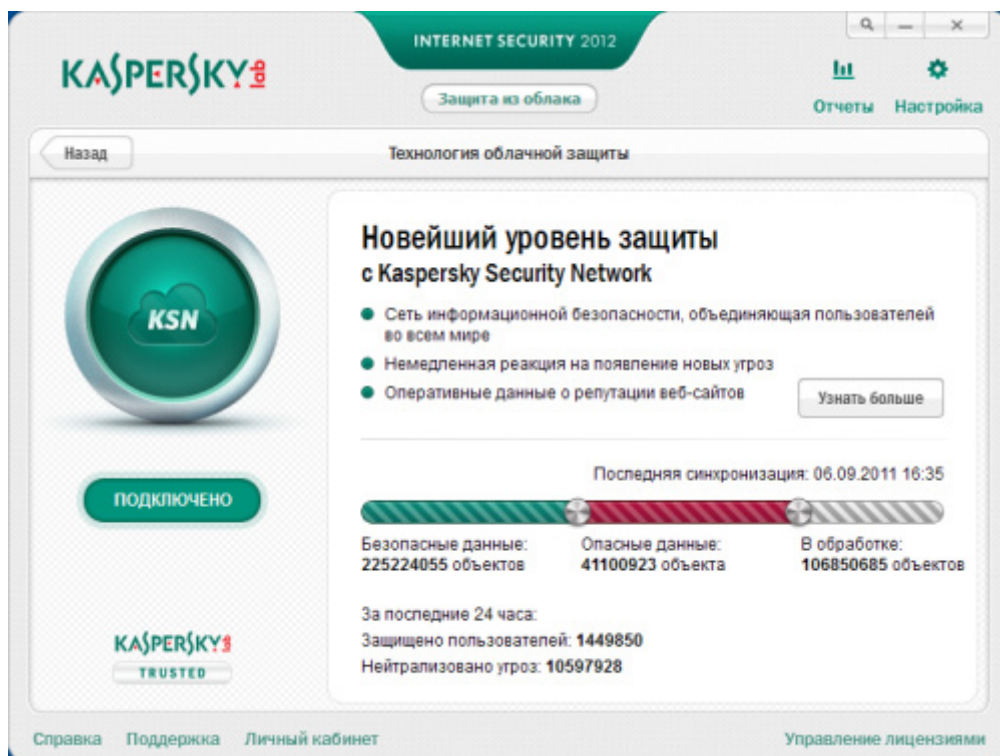 INTERNET SECURITY 2012
KASPERSKY lab
Защита из облака
Отчеты Настройка
Назад
Технология облачной защиты
Новейший уровень защиты
с Kaspersky Security Network
Сеть информационной безопасности, объединяющая пользователей
во всем мире
Немедленная реакция на появление новых угроз
Оперативные данные о репутации веб-сайтов
Узнать больше
KSN
ПОДКЛЮЧЕНО
Последняя синхронизация: 06.09.2011 16:35
Безопасные данные: Опасные данные: В обработке:
225224055 объектов 41100923 объекта 106850685 объектов
За последние 24 часа:
Защищено пользователей: 1449850
Нейтрализовано угроз: 10597928
KASPERSKY lab
TRUSTED
Справка Поддержка Личный кабинет Управление лицензиями